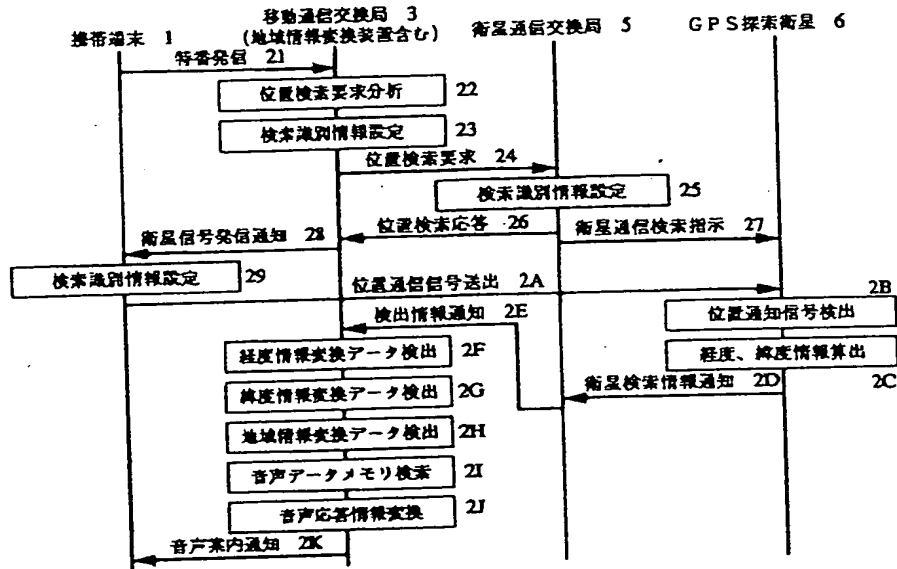 移動通信交換局 3
携帯端末 1
(地域情報変換装置含む)
衛星通信交換局 5
GPS探索衛星 6
特番発信 21
位置検索要求分析 22
検索識別情報設定 23
位置検索要求 24
検索識別情報設定 25
位置検索応答 26
衛星通信検索指示 27
衛星信号発信通知 28
検索識別情報設定 29
位置通信信号送出 2A
2B
位置通知信号検出
検出情報通知 2E
経度情報変換データ検出 2F
経度、緯度情報算出
2C
衛星検索情報通知 2D
緯度情報変換データ検出 2G
地域情報変換データ検出 2H
音声データメモリ検索 2I
音声応答情報変換 2J
音声案内通知 2K